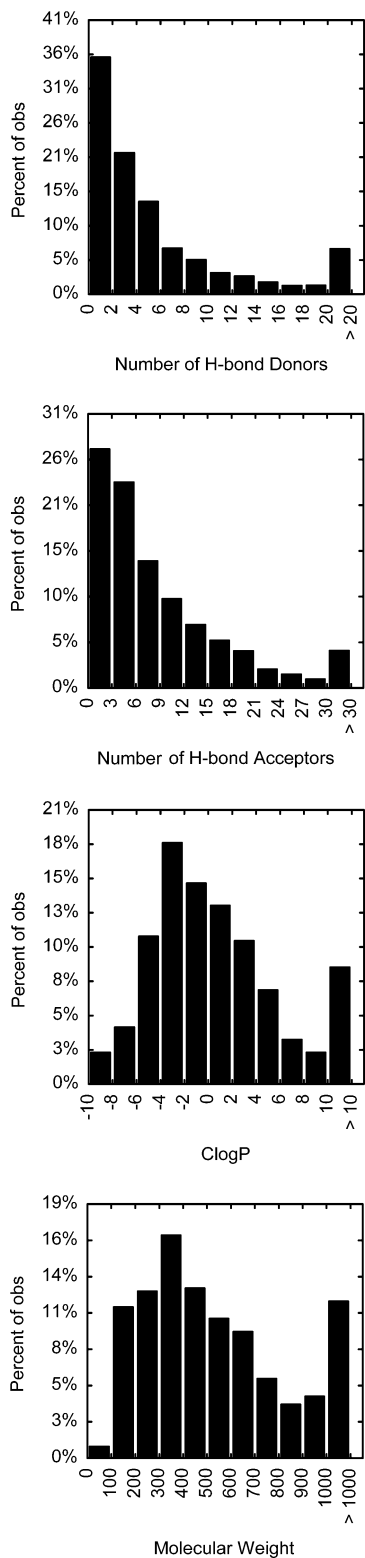 41%
36%
31%
26%
21%
15%
10%
5%
0%
Percent of obs
0 2 4 6 8 10 12 14 16 18 20 > 20
Number of H-bond Donors
31%
26%
21%
15%
10%
5%
0%
Percent of obs
0 3 6 9 12 15 18 21 24 27 30 > 30
Number of H-bond Acceptors
21%
18%
15%
13%
10%
8%
5%
3%
0%
Percent of obs
-10 -8 -6 -4 -2 0 2 4 6 8 10 > 10
ClogP
19%
16%
14%
11%
8%
5%
3%
0%
Percent of obs
0 100 200 300 400 500 600 700 800 900 1000 > 1000
Molecular Weight